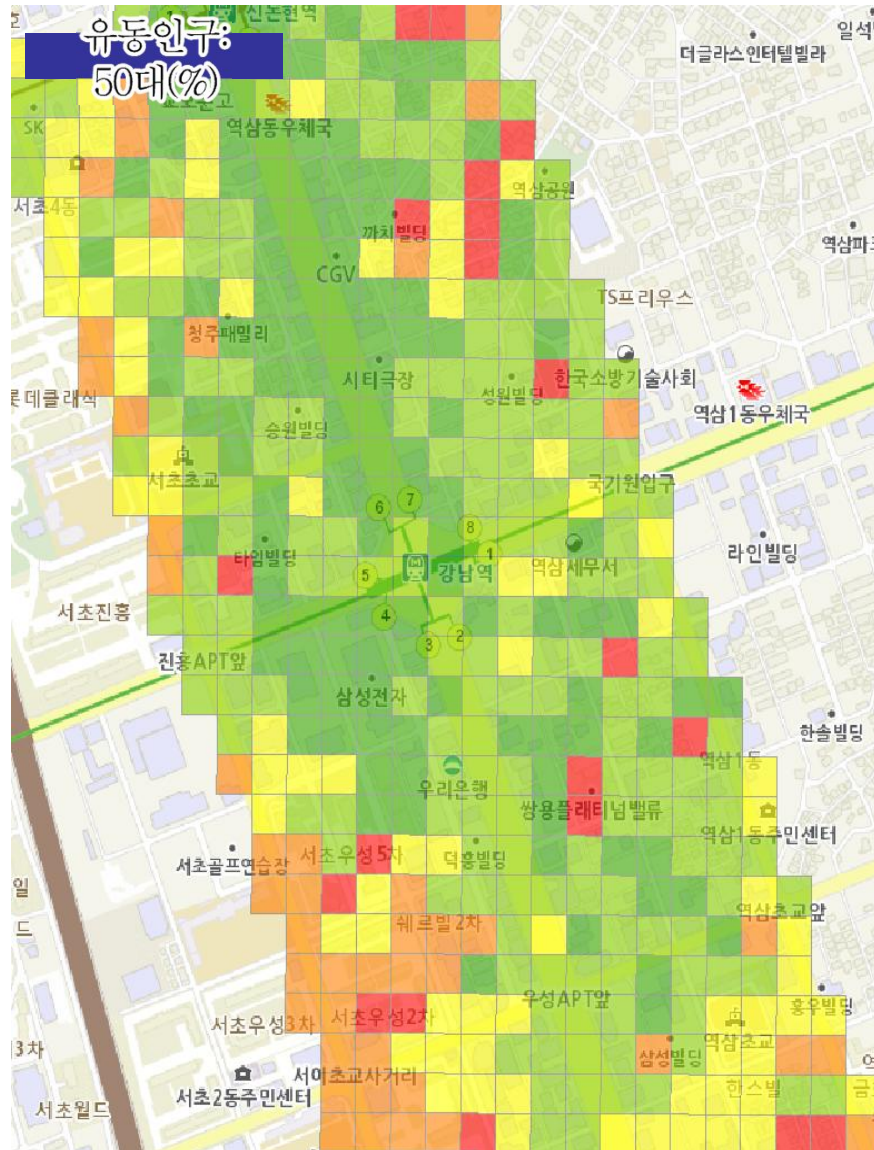 신논현역
유동인구:
50대(%)
일석
더글라스인터텔빌라
교보문고
SK
역삼동우체국
역삼공원
서초4동
까치빌딩
역삼파크
CGV
TS프리우스
청주패밀리
시티극장
한국소방기술사회
성원빌딩
롯데클래식
역삼1동우체국
승원빌딩
서초초교
국기원입구
7
6
8
타임빌딩
1
역삼세무서
라인빌딩
강남역
5
서초진흥
4
2
3
진흥APT앞
삼성전자
한솔빌딩
역삼1동
우리은행
쌍용플래티넘밸류
역삼1동주민센터
서초우성5차
덕흥빌딩
서초골프연습장
일
역삼초교앞
드
쉐르빌2차
우성APT앞
홍우빌딩
서초우성3차
서초우성2차
역삼초교
3차
삼성빌딩
서이초교사거리
한스빌
서초2동주민센터
서초월드